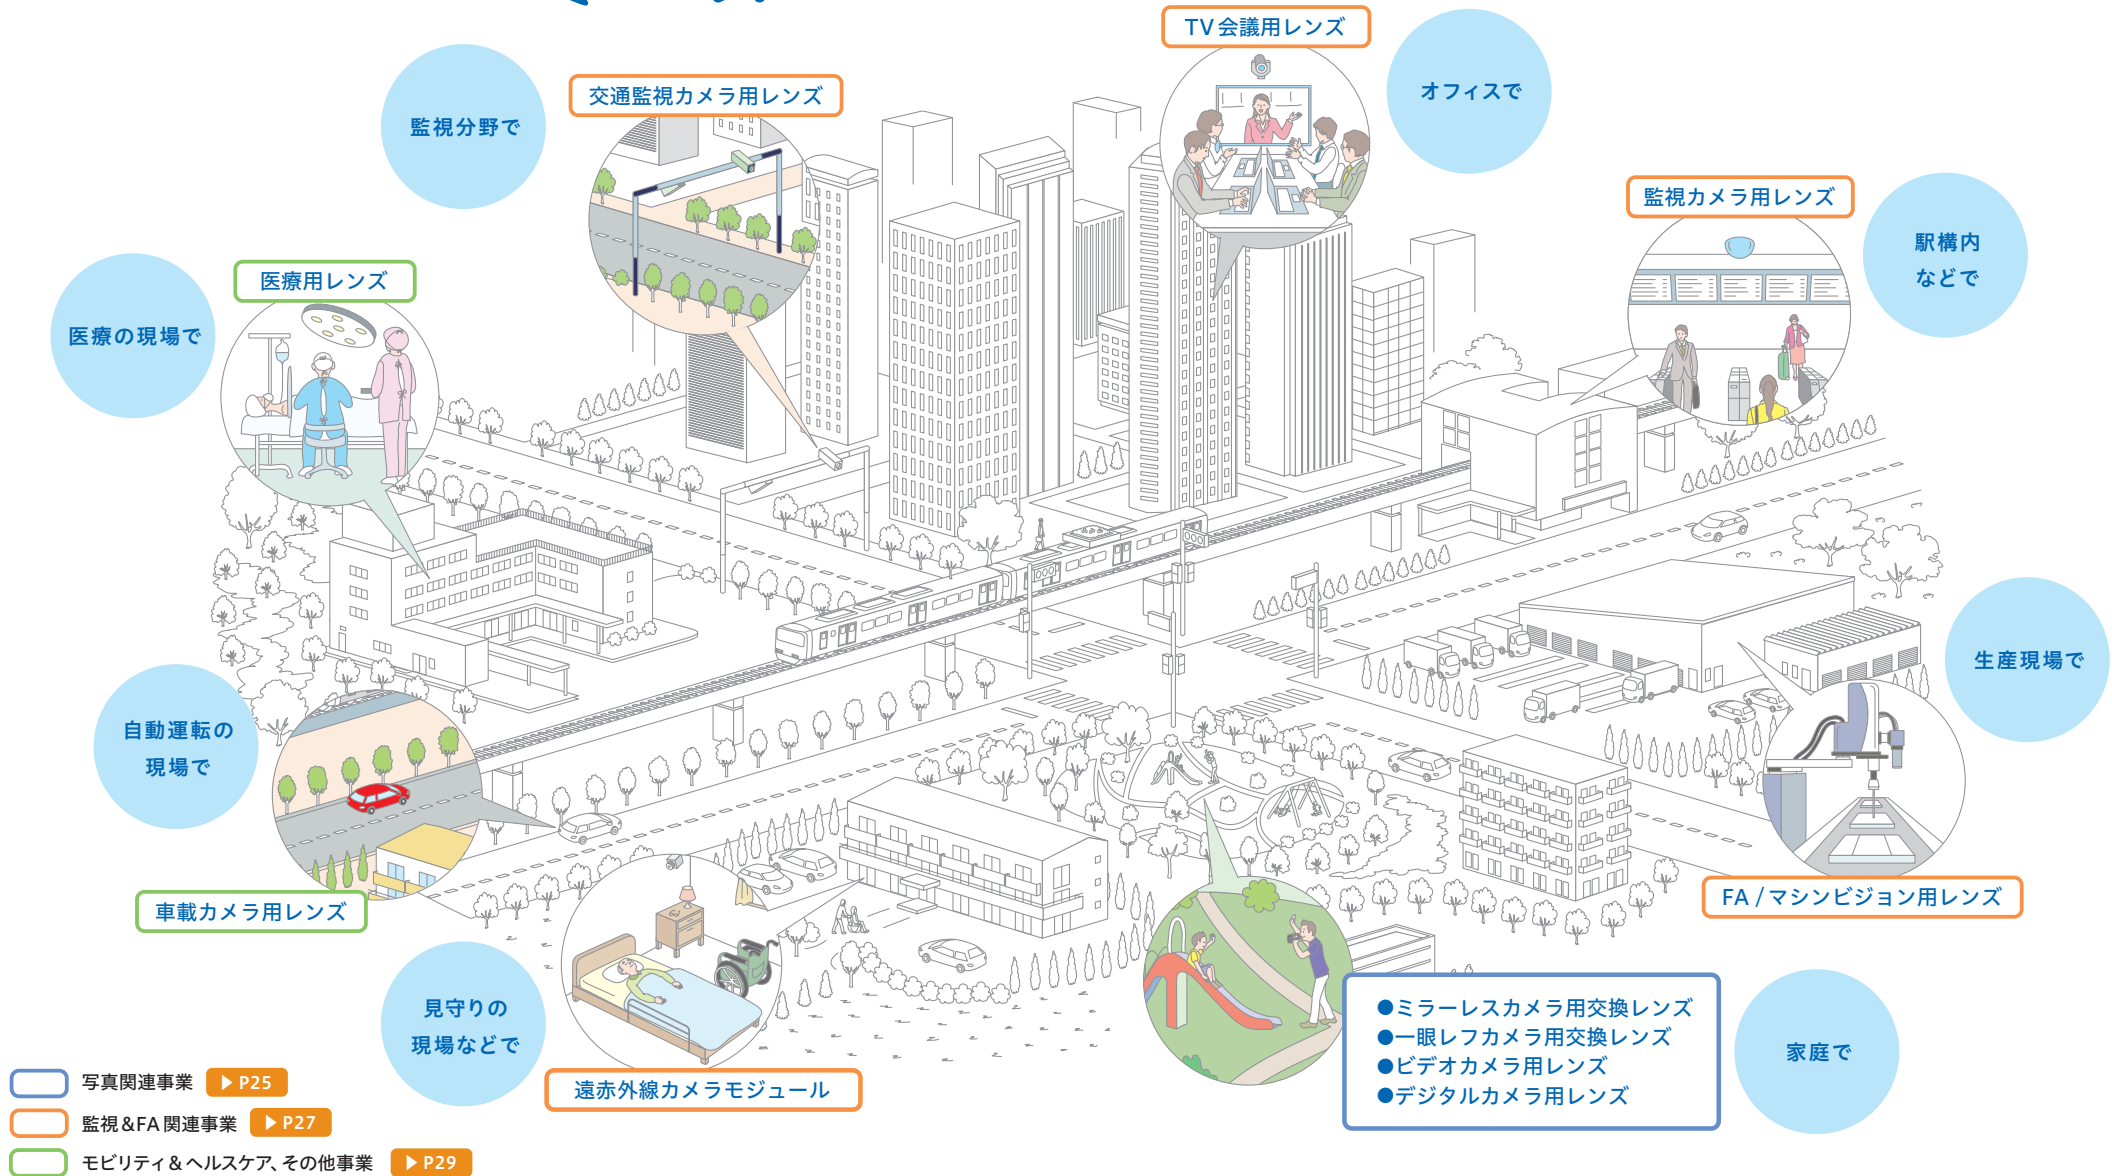 TV会議用レンズ
オフィスで
監視分野で
交通監視カメラ用レンズ
監視カメラ用レンズ
駅構内
などで
医療用レンズ
医療の現場で
生産現場で
自動運転の
現場で
車載カメラ用レンズ
FA/マシンビジョン用レンズ
見守りの
現場などで
遠赤外線カメラモジュール
●ミラーレスカメラ用交換レンズ
●一眼レフカメラ用交換レンズ
●ビデオカメラ用レンズ
●デジタルカメラ用レンズ
家庭で
写真関連事業 ▶P25
監視&FA関連事業 ▶P27
モビリティ&ヘルスケア、その他事業 ▶P29